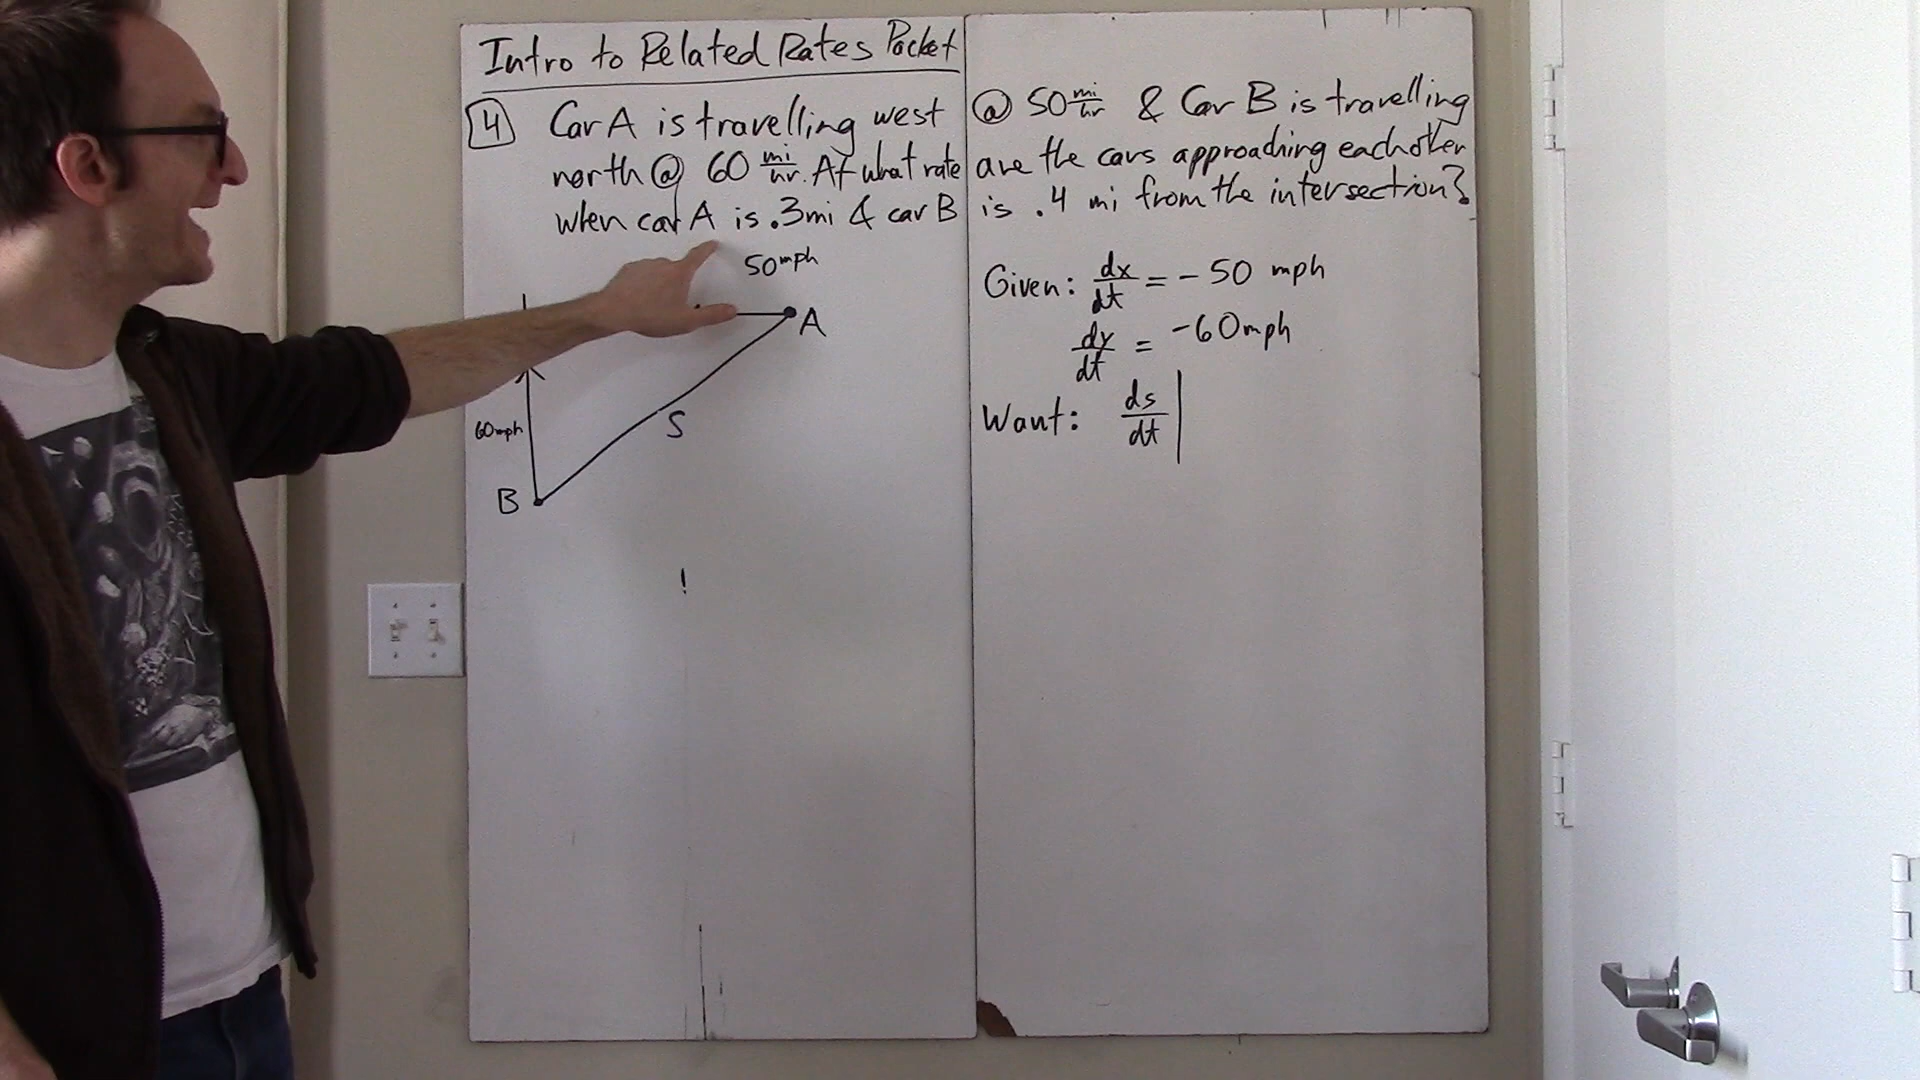 Intro to Related Rates Packet
4 Car A is travelling west @ 50 mi/hr & Car B is travelling
north @ 60 mi/hr. At what rate are the cars approaching eachother
when car A is .3mi & car B is .4 mi from the intersection?
50mph
A
60mph
S
B
Given: dx/dt = -50 mph
dy/dt = -60mph
Want: ds/dt |